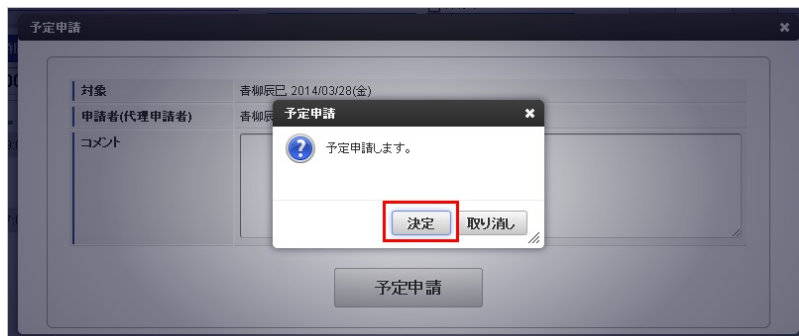 予定申請
対象
青柳辰巳 2014/03/28(金)
申請者(代理申請者)
青柳辰
コメント
予定申請
予定申請します。
決定
取り消し
予定申請